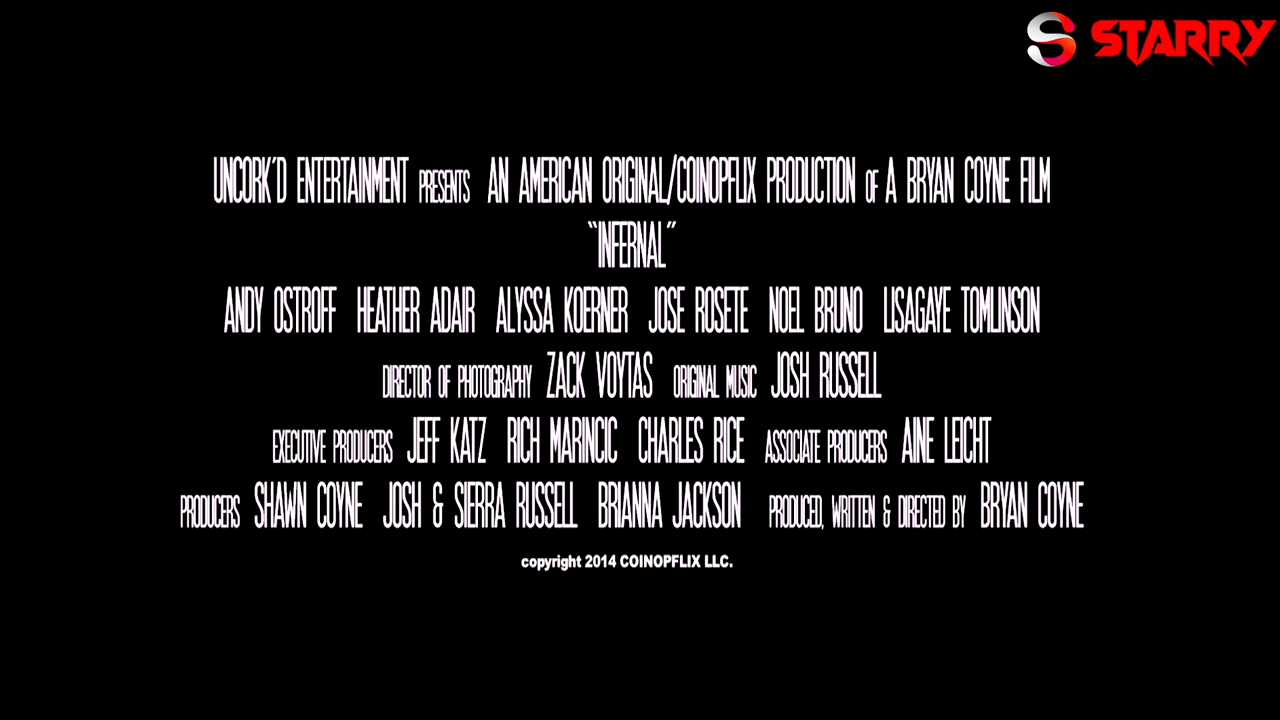 STARRY
UNCORK'D ENTERTAINMENT PRESENTS AN AMERICAN ORIGINAL/COINOPFLIX PRODUCTION OF A BRYAN COYNE FILM
“INFERNAL”
ANDY OSTROFF HEATHER ADAIR ALYSSA KOERNER JOSE ROSETE NOEL BRUNO LISAGAYE TOMLINSON
DIRECTOR OF PHOTOGRAPHY ZACK VOYTAS ORIGINAL MUSIC JOSH RUSSELL
EXECUTIVE PRODUCERS JEFF KATZ RICH MARINCIC CHARLES RICE ASSOCIATE PRODUCERS AINE LEICHT
PRODUCERS SHAWN COYNE JOSH & SIERRA RUSSELL BRIANNA JACKSON PRODUCED, WRITTEN & DIRECTED BY BRYAN COYNE
copyright 2014 COINOPFLIX LLC.